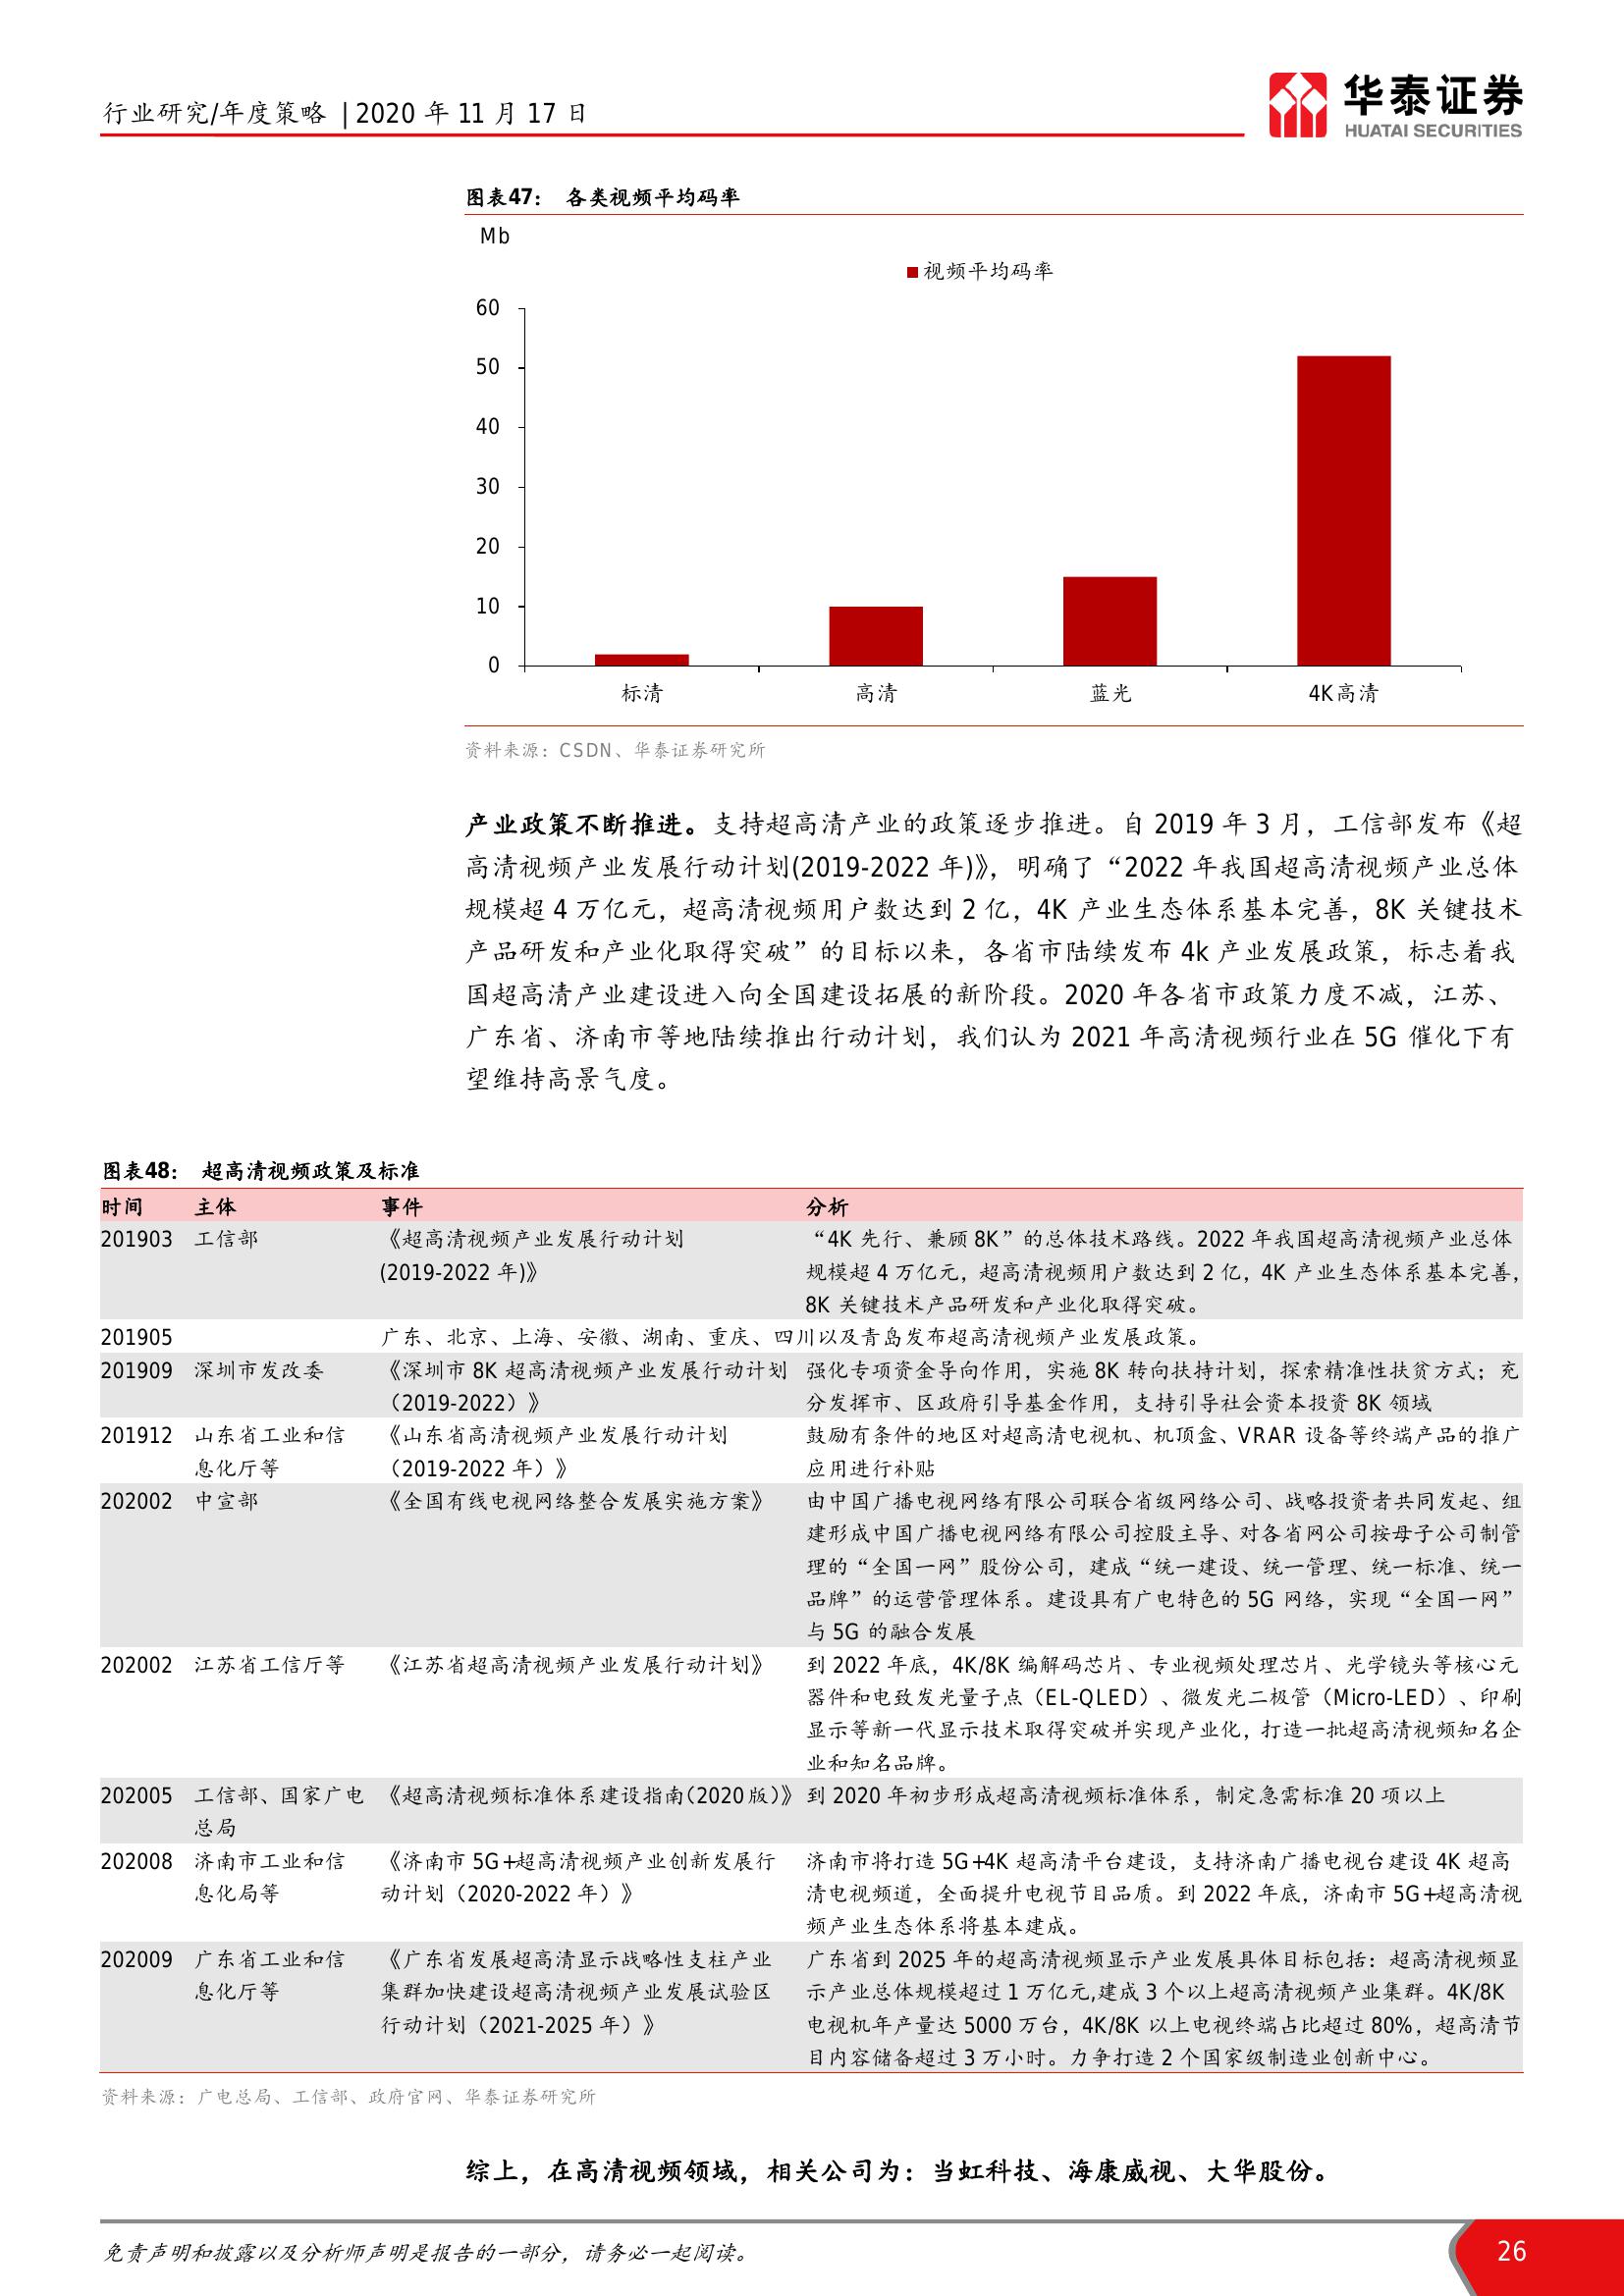 行业研究/年度策略 | 2020 年 11 月 17 日
华泰证券
HUATAI SECURITIES
图表47： 各类视频平均码率
Mb
视频平均码率
60
50
40
30
20
10
0
标清
高清
蓝光
4K高清
资料来源：CSDN、华泰证券研究所
产业政策不断推进。支持超高清产业的政策逐步推进。自 2019 年 3 月，工信部发布《超
高清视频产业发展行动计划(2019-2022 年)》，明确了“2022 年我国超高清视频产业总体
规模超 4 万亿元，超高清视频用户数达到 2 亿，4K 产业生态体系基本完善，8K 关键技术
产品研发和产业化取得突破”的目标以来，各省市陆续发布 4k 产业发展政策，标志着我
国超高清产业建设进入向全国建设拓展的新阶段。2020 年各省市政策力度不减，江苏、
广东省、济南市等地陆续推出行动计划，我们认为 2021 年高清视频行业在 5G 催化下有
望维持高景气度。
图表48： 超高清视频政策及标准
时间 主体 事件 分析
201903 工信部 《超高清视频产业发展行动计划 “4K 先行、兼顾 8K”的总体技术路线。2022 年我国超高清视频产业总体
(2019-2022 年)》 规模超 4 万亿元，超高清视频用户数达到 2 亿，4K 产业生态体系基本完善，
8K 关键技术产品研发和产业化取得突破。
201905 广东、北京、上海、安徽、湖南、重庆、四川以及青岛发布超高清视频产业发展政策。
201909 深圳市发改委 《深圳市 8K 超高清视频产业发展行动计划 强化专项资金导向作用，实施 8K 转向扶持计划，探索精准性扶贫方式；充
（2019-2022）》 分发挥市、区政府引导基金作用，支持引导社会资本投资 8K 领域
201912 山东省工业和信 《山东省高清视频产业发展行动计划 鼓励有条件的地区对超高清电视机、机顶盒、VRAR 设备等终端产品的推广
息化厅等 （2019-2022 年）》 应用进行补贴
202002 中宣部 《全国有线电视网络整合发展实施方案》 由中国广播电视网络有限公司联合省级网络公司、战略投资者共同发起、组
建形成中国广播电视网络有限公司控股主导、对各省网公司按母子公司制管
理的“全国一网”股份公司，建成“统一建设、统一管理、统一标准、统一
品牌”的运营管理体系。建设具有广电特色的 5G 网络，实现“全国一网”
与 5G 的融合发展
202002 江苏省工信厅等 《江苏省超高清视频产业发展行动计划》 到 2022 年底，4K/8K 编解码芯片、专业视频处理芯片、光学镜头等核心元
器件和电致发光量子点（EL-QLED）、微发光二极管（Micro-LED）、印刷
显示等新一代显示技术取得突破并实现产业化，打造一批超高清视频知名企
业和知名品牌。
202005 工信部、国家广电 《超高清视频标准体系建设指南(2020 版)》 到 2020 年初步形成超高清视频标准体系，制定急需标准 20 项以上
总局
202008 济南市工业和信 《济南市 5G+超高清视频产业创新发展行 济南市将打造 5G+4K 超高清平台建设，支持济南广播电视台建设 4K 超高
息化局等 动计划（2020-2022 年）》 清电视频道，全面提升电视节目品质。到 2022 年底，济南市 5G+超高清视
频产业生态体系将基本建成。
202009 广东省工业和信 《广东省发展超高清显示战略性支柱产业 广东省到 2025 年的超高清视频显示产业发展具体目标包括：超高清视频显
息化厅等 集群加快建设超高清视频产业发展试验区 示产业总体规模超过 1 万亿元,建成 3 个以上超高清视频产业集群。4K/8K
行动计划（2021-2025 年）》 电视机年产量达 5000 万台，4K/8K 以上电视终端占比超过 80%，超高清节
目内容储备超过 3 万小时。力争打造 2 个国家级制造业创新中心。
资料来源：广电总局、工信部、政府官网、华泰证券研究所
综上，在高清视频领域，相关公司为：当虹科技、海康威视、大华股份。
免责声明和披露以及分析师声明是报告的一部分，请务必一起阅读。
26